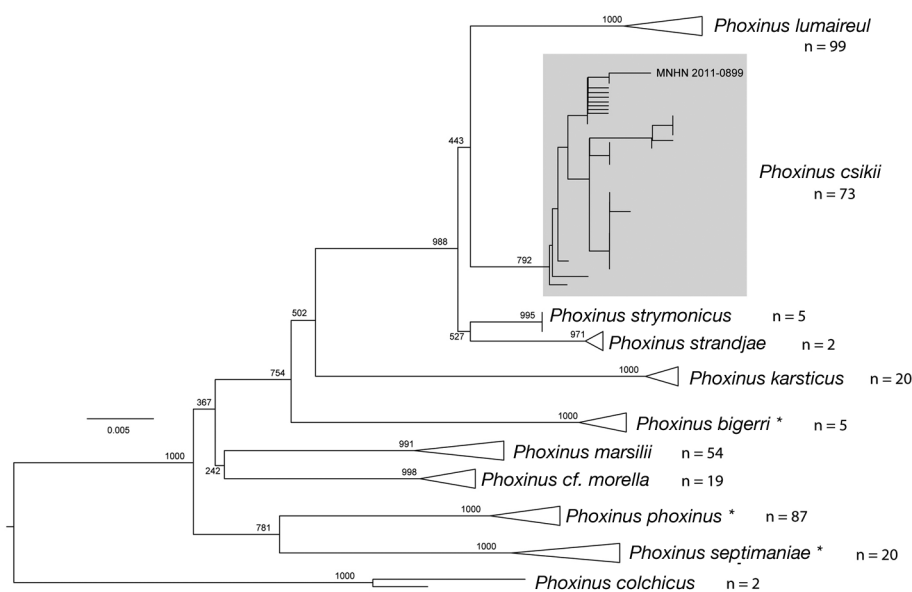 1000
Phoxinus lumaireul
n = 99
MNHN 2011-0899
443
Phoxinus csikii
n = 73
988
792
995
Phoxinus strymonicus n = 5
527
971
Phoxinus strandjae n = 2
502
1000
Phoxinus karsticus n = 20
754
367
1000
Phoxinus bigerri * n = 5
0.005
991
Phoxinus marsilii n = 54
1000
242
998
Phoxinus cf. morella n = 19
1000
Phoxinus phoxinus * n = 87
781
1000
Phoxinus septimaniae * n = 20
1000
Phoxinus colchicus n = 2